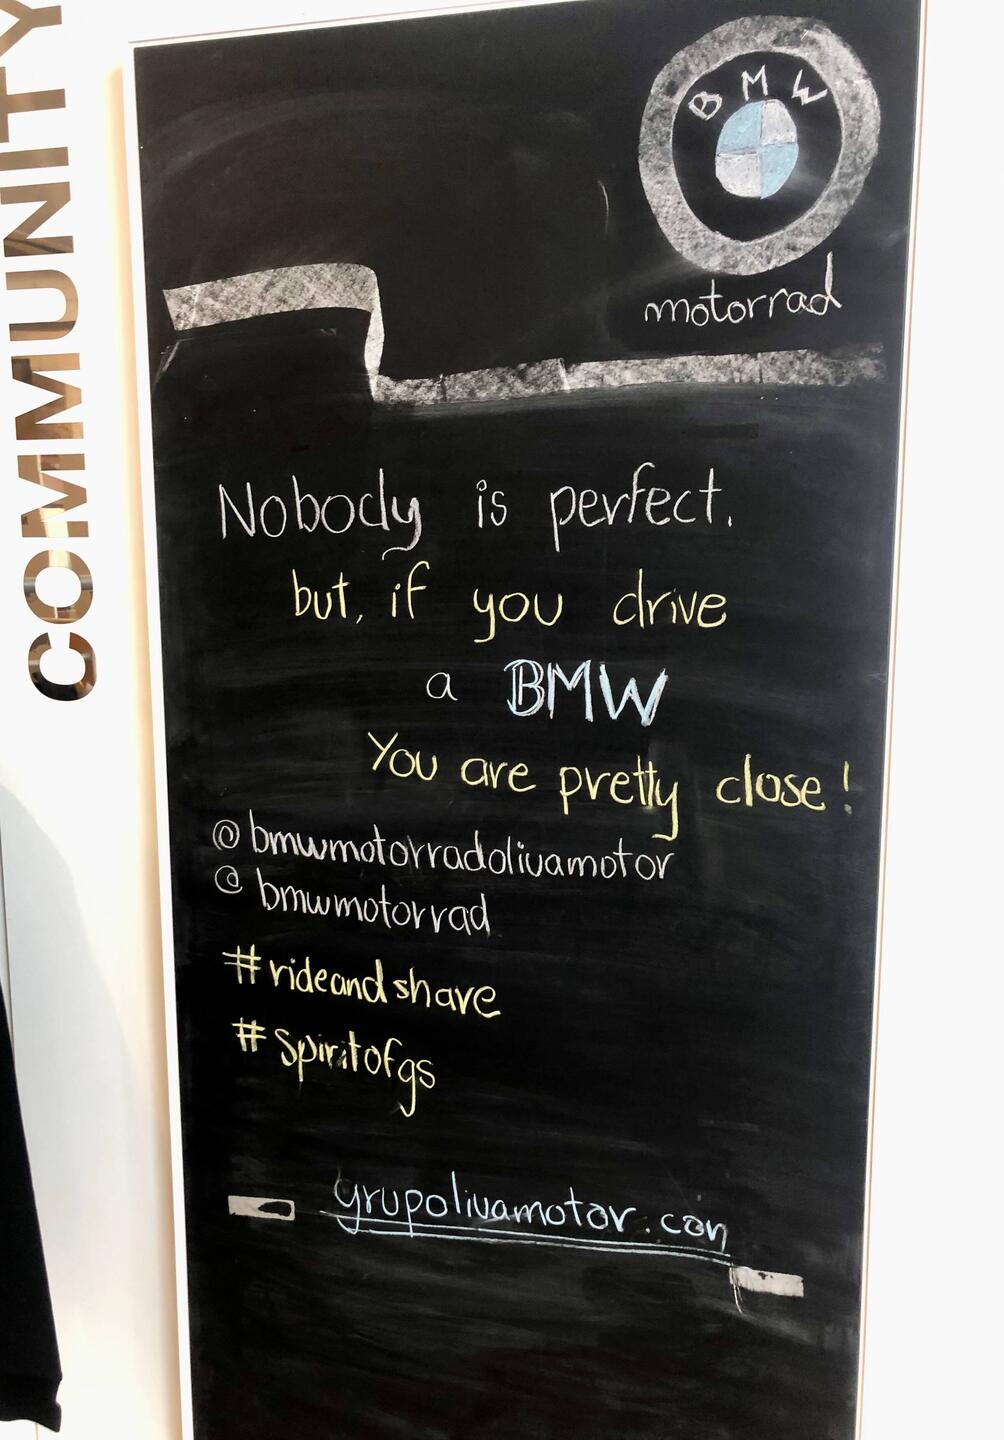 COMMUNITY
BMW
motorrad
Nobody is perfect.
but, if you drive
a BMW
You are pretty close!
@bmwmotorradolivamotor
@bmwmotorrad
#rideandshare
#spiritofgs
grupolivamotor.com